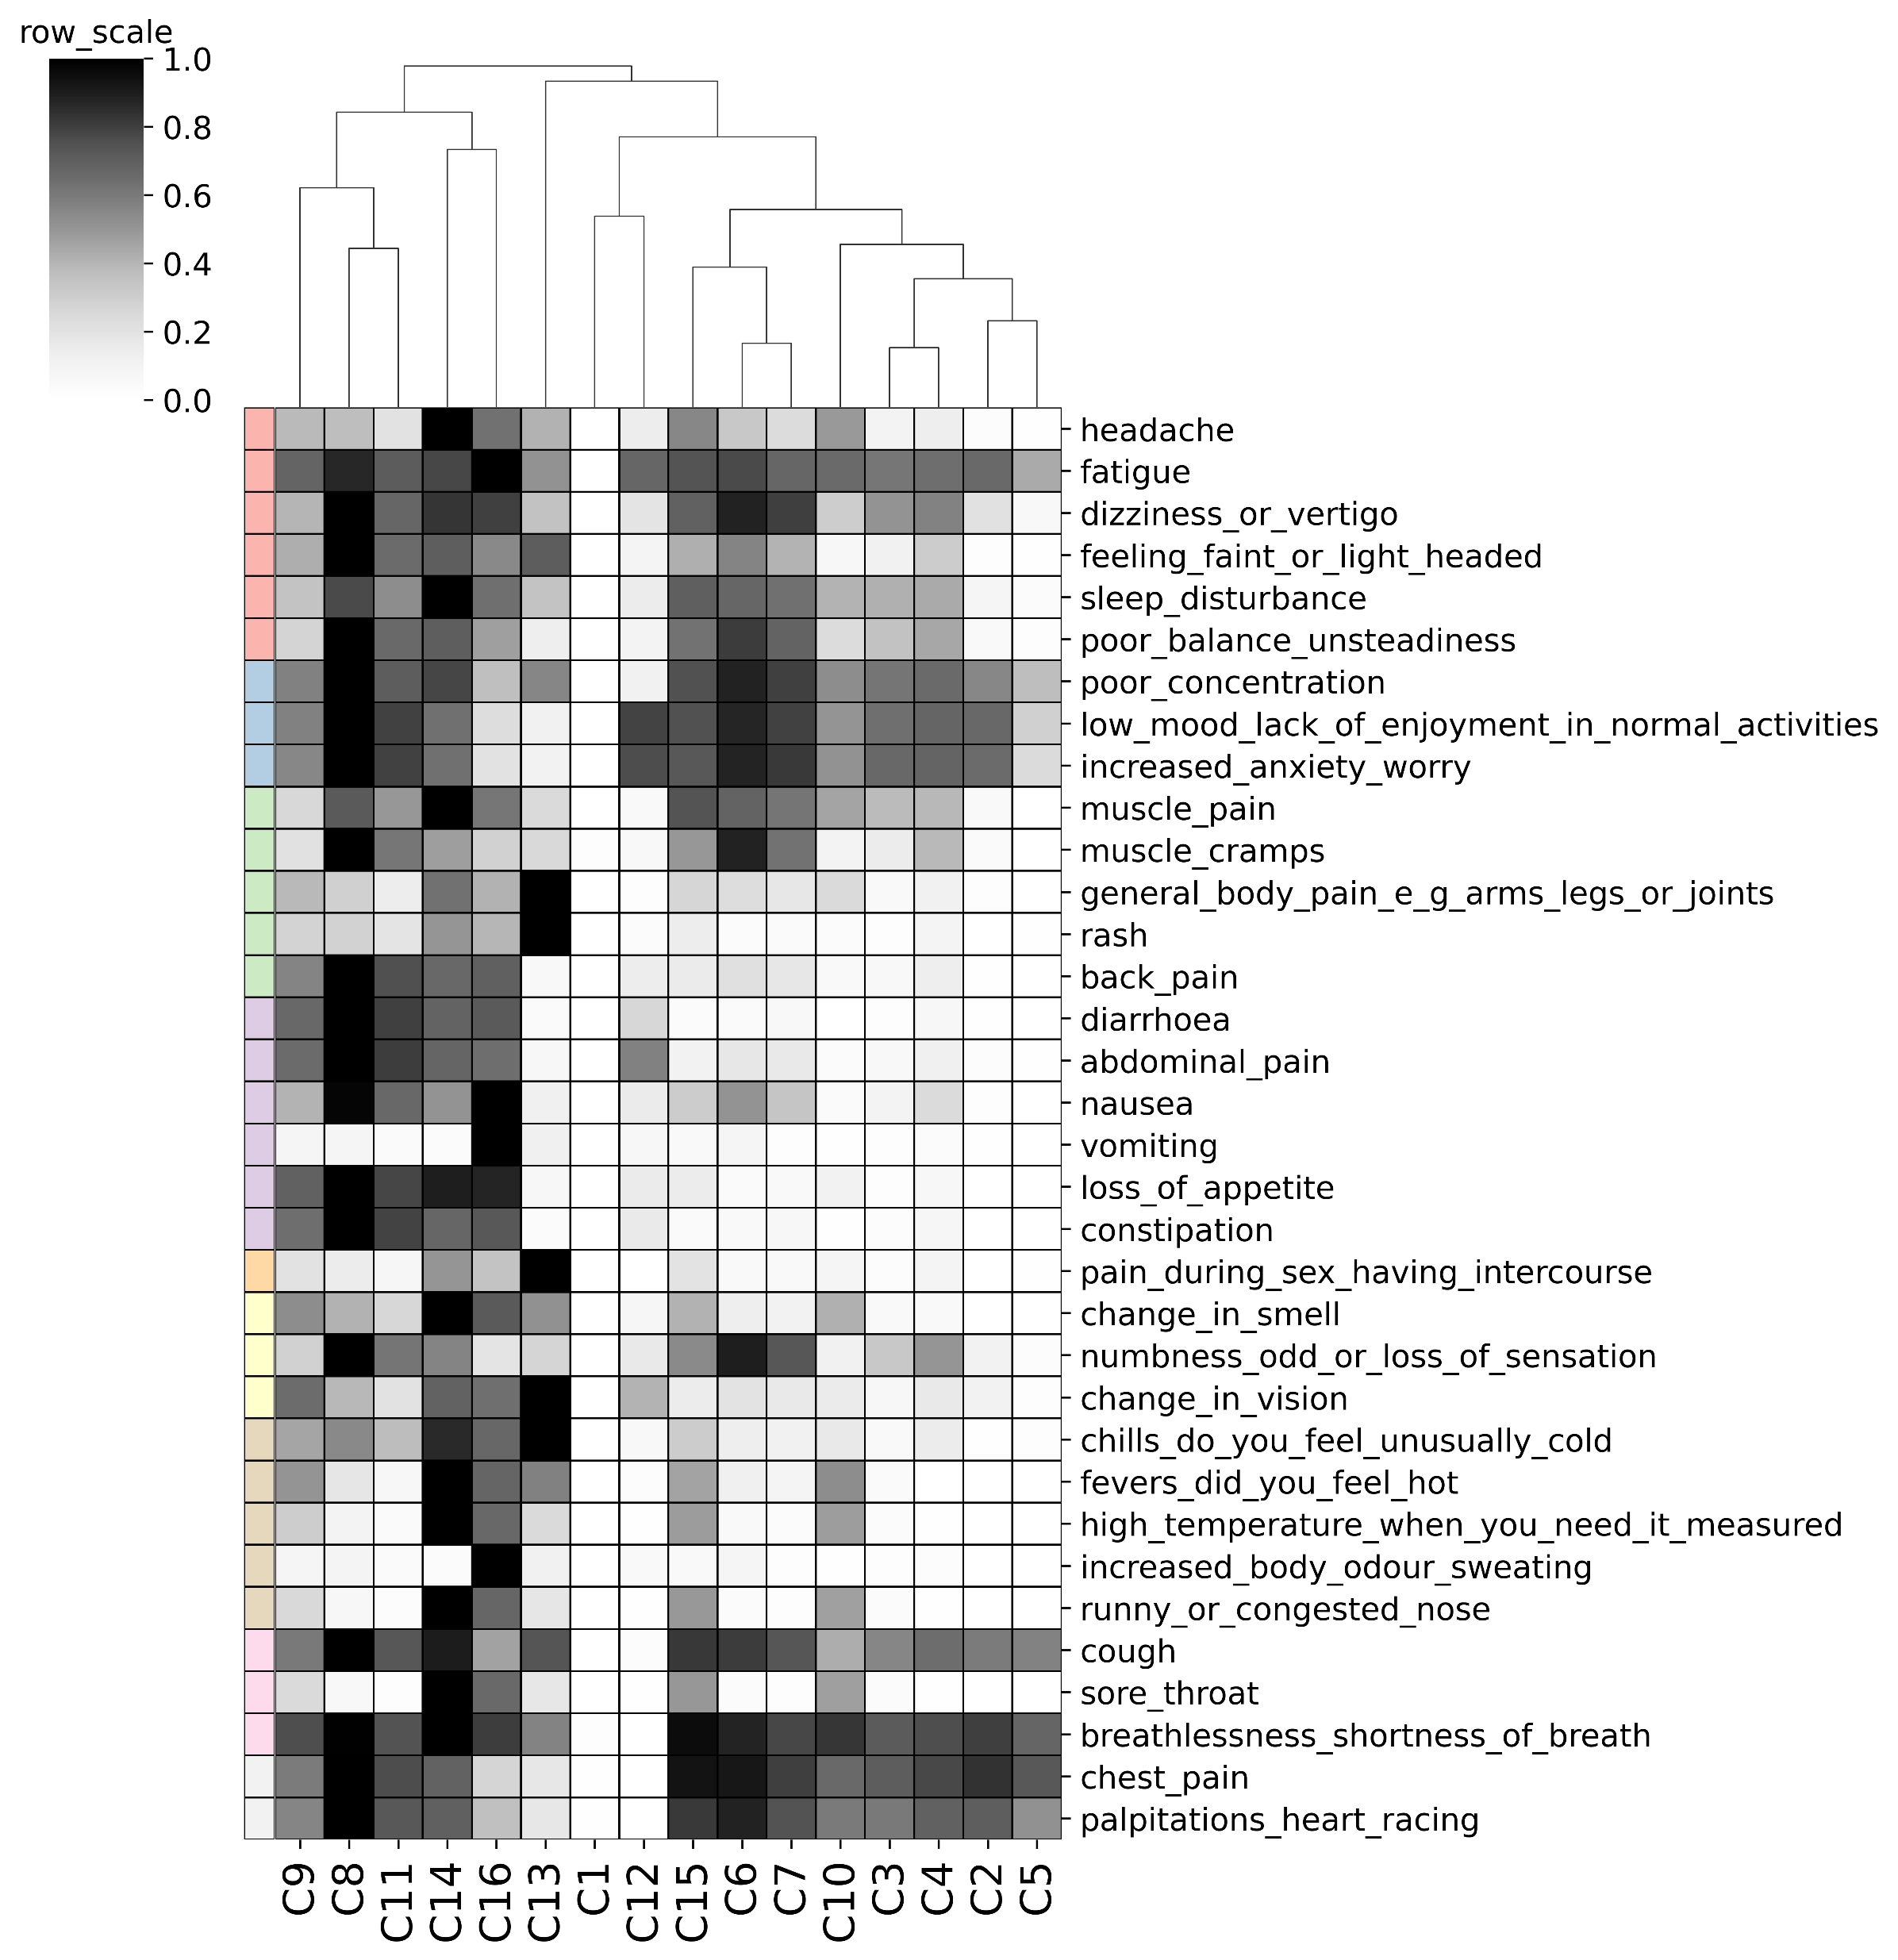 row_scale
1.0
0.8
0.6
0.4
0.2
0.0
headache
fatigue
dizziness_or_vertigo
feeling_faint_or_light_headed
sleep_disturbance
poor_balance_unsteadiness
poor_concentration
low_mood_lack_of_enjoyment_in_normal_activities
increased_anxiety_worry
muscle_pain
muscle_cramps
general_body_pain_e_g_arms_legs_or_joints
rash
back_pain
diarrhoea
abdominal_pain
nausea
vomiting
loss_of_appetite
constipation
pain_during_sex_having_intercourse
change_in_smell
numbness_odd_or_loss_of_sensation
change_in_vision
chills_do_you_feel_unusually_cold
fevers_did_you_feel_hot
high_temperature_when_you_need_it_measured
increased_body_odour_sweating
runny_or_congested_nose
cough
sore_throat
breathlessness_shortness_of_breath
chest_pain
palpitations_heart_racing
C9 C8 C11 C14 C16 C13 C1 C12 C15 C6 C7 C10 C3 C4 C2 C5